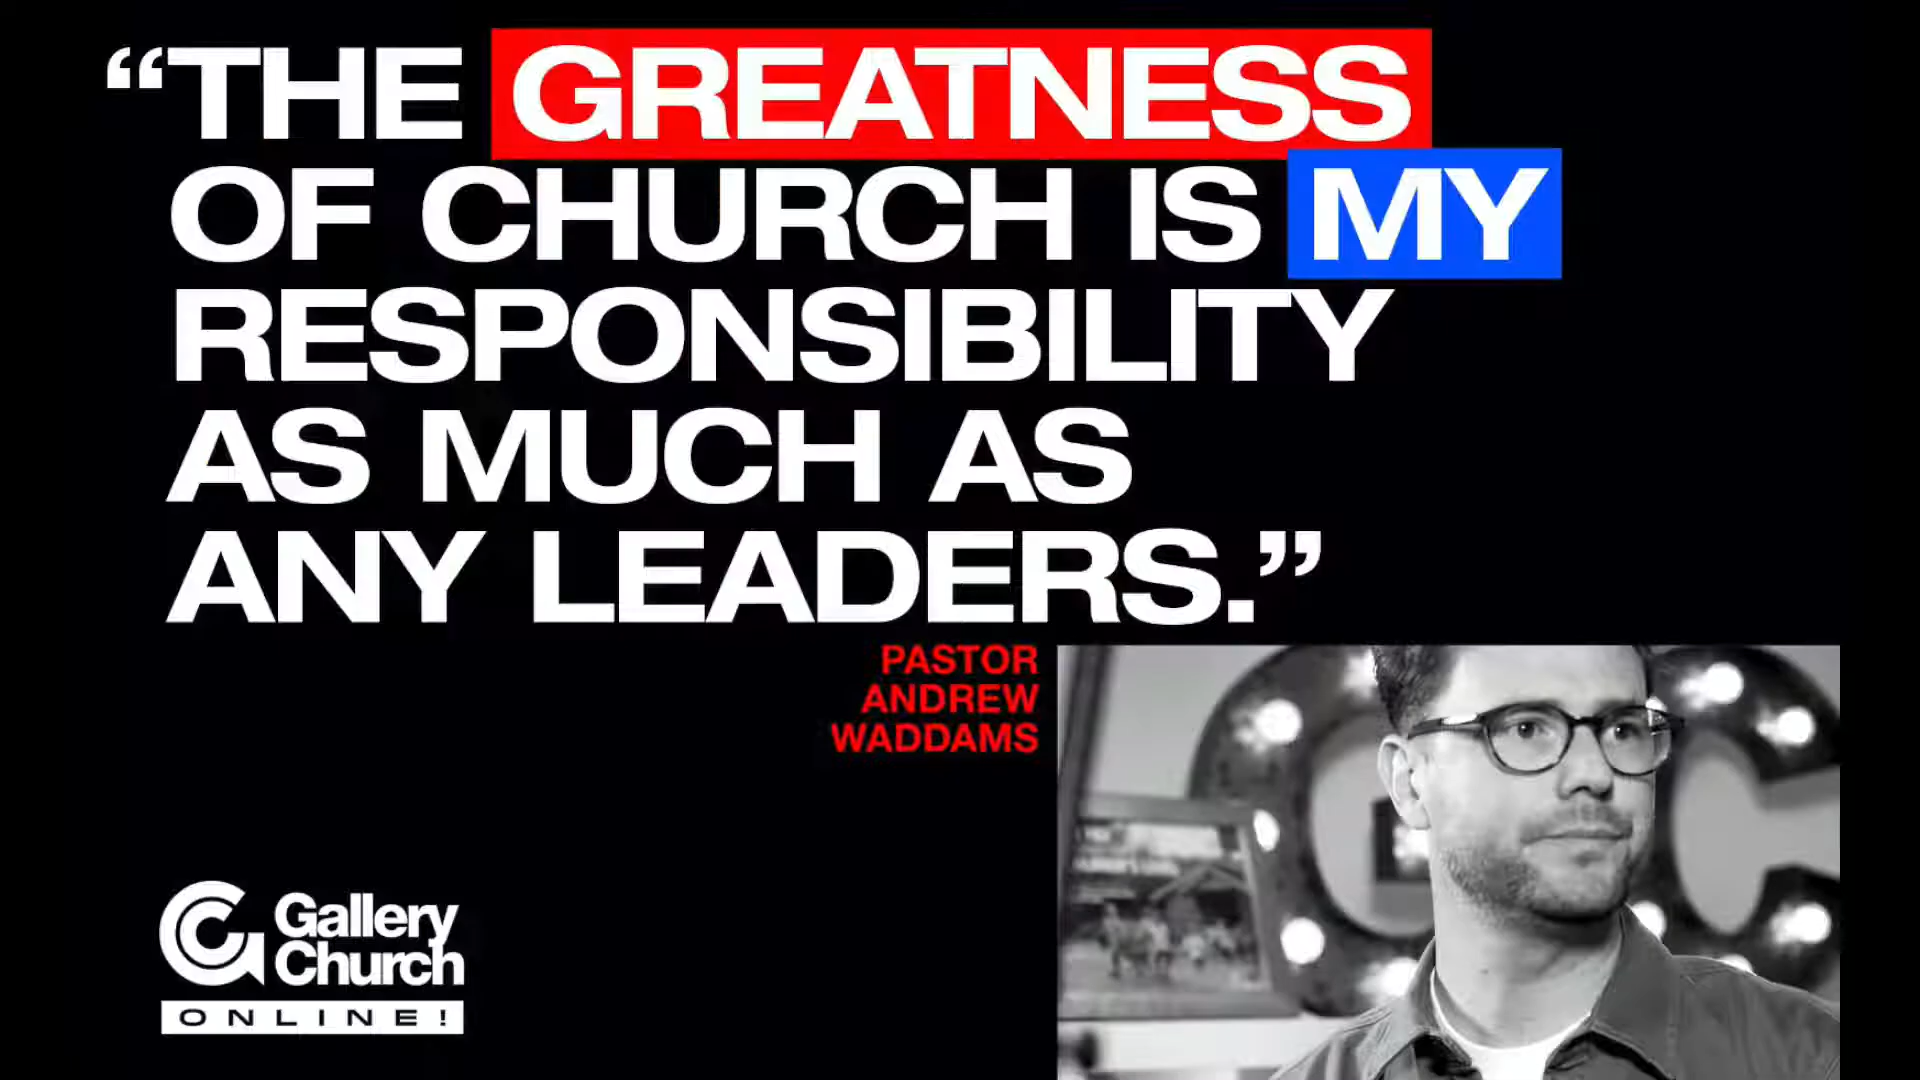 “THE GREATNESS
OF CHURCH IS MY
RESPONSIBILITY
AS MUCH AS
ANY LEADERS.”
PASTOR
ANDREW
WADDAMS
Gallery
Church
ONLINE!